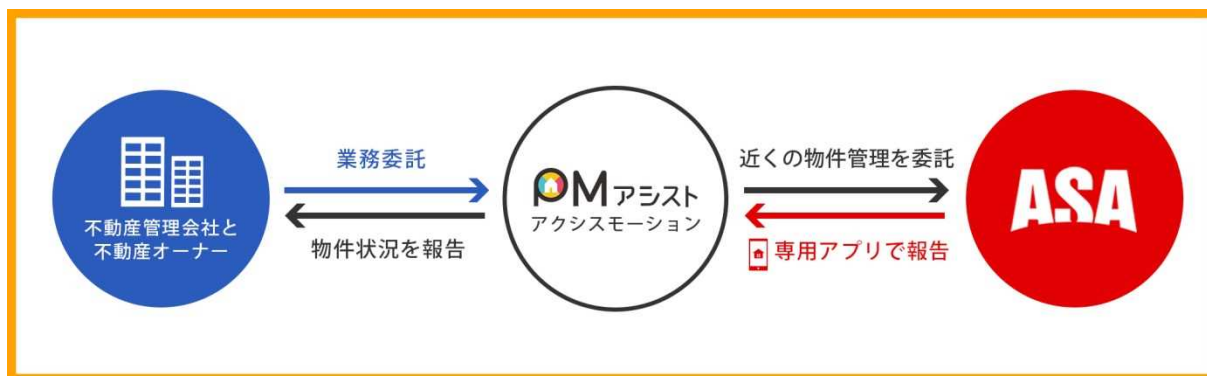 不動産管理会社と
不動産オーナー
業務委託
物件状況を報告
PMアシスト
アクシスモーション
近くの物件管理を委託
専用アプリで報告
ASA